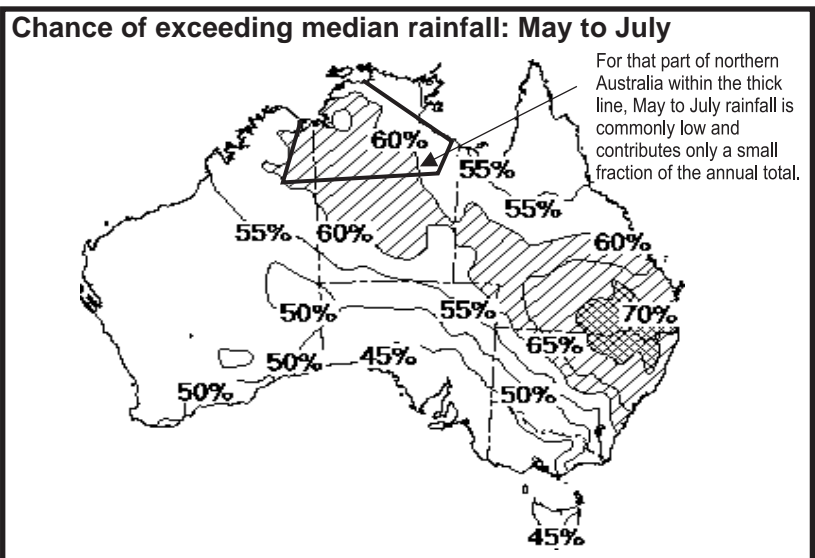 Chance of exceeding median rainfall: May to July
For that part of northern
Australia within the thick
line, May to July rainfall is
commonly low and
contributes only a small
fraction of the annual total.
60%
55%
55%
55%
60%
60%
50%
55%
70%
65%
50%
45%
50%
50%
45%